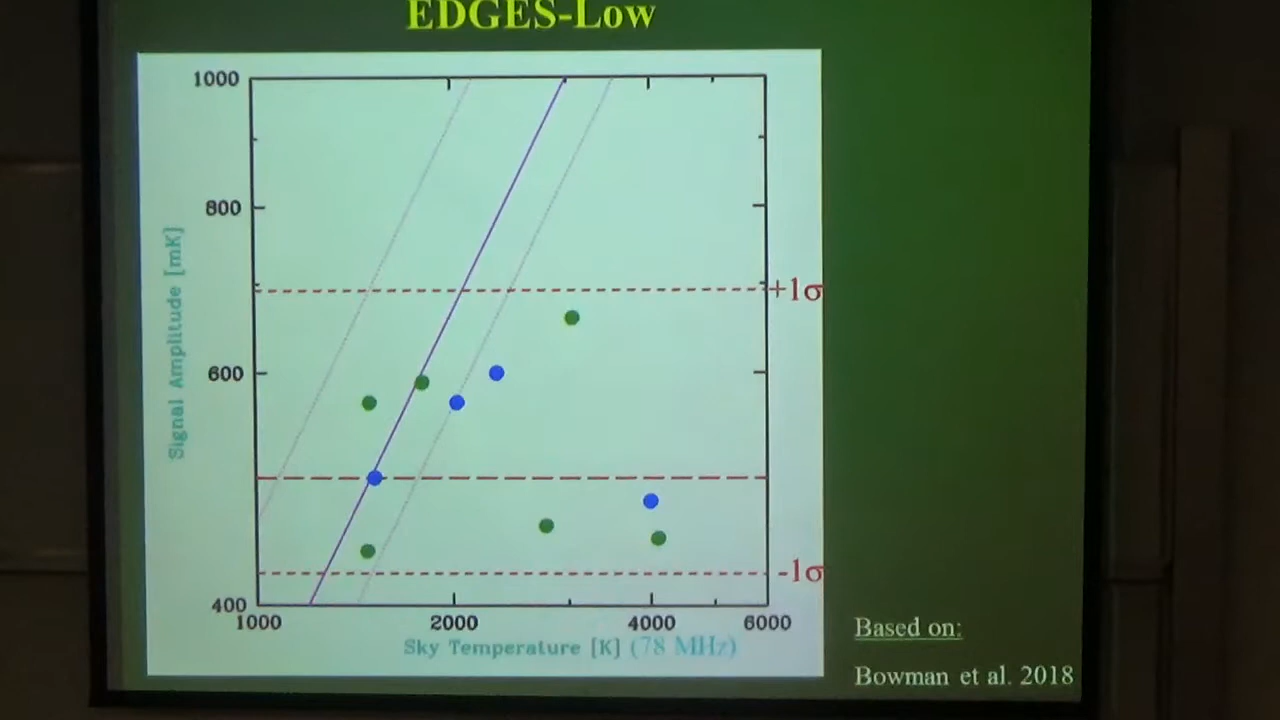 EDGES-Low
1000
800
600
400
Signal Amplitude [mK]
+1σ
-1σ
1000 2000 4000 6000
Sky Temperature [K] (78 MHz)
Based on:
Bowman et al. 2018